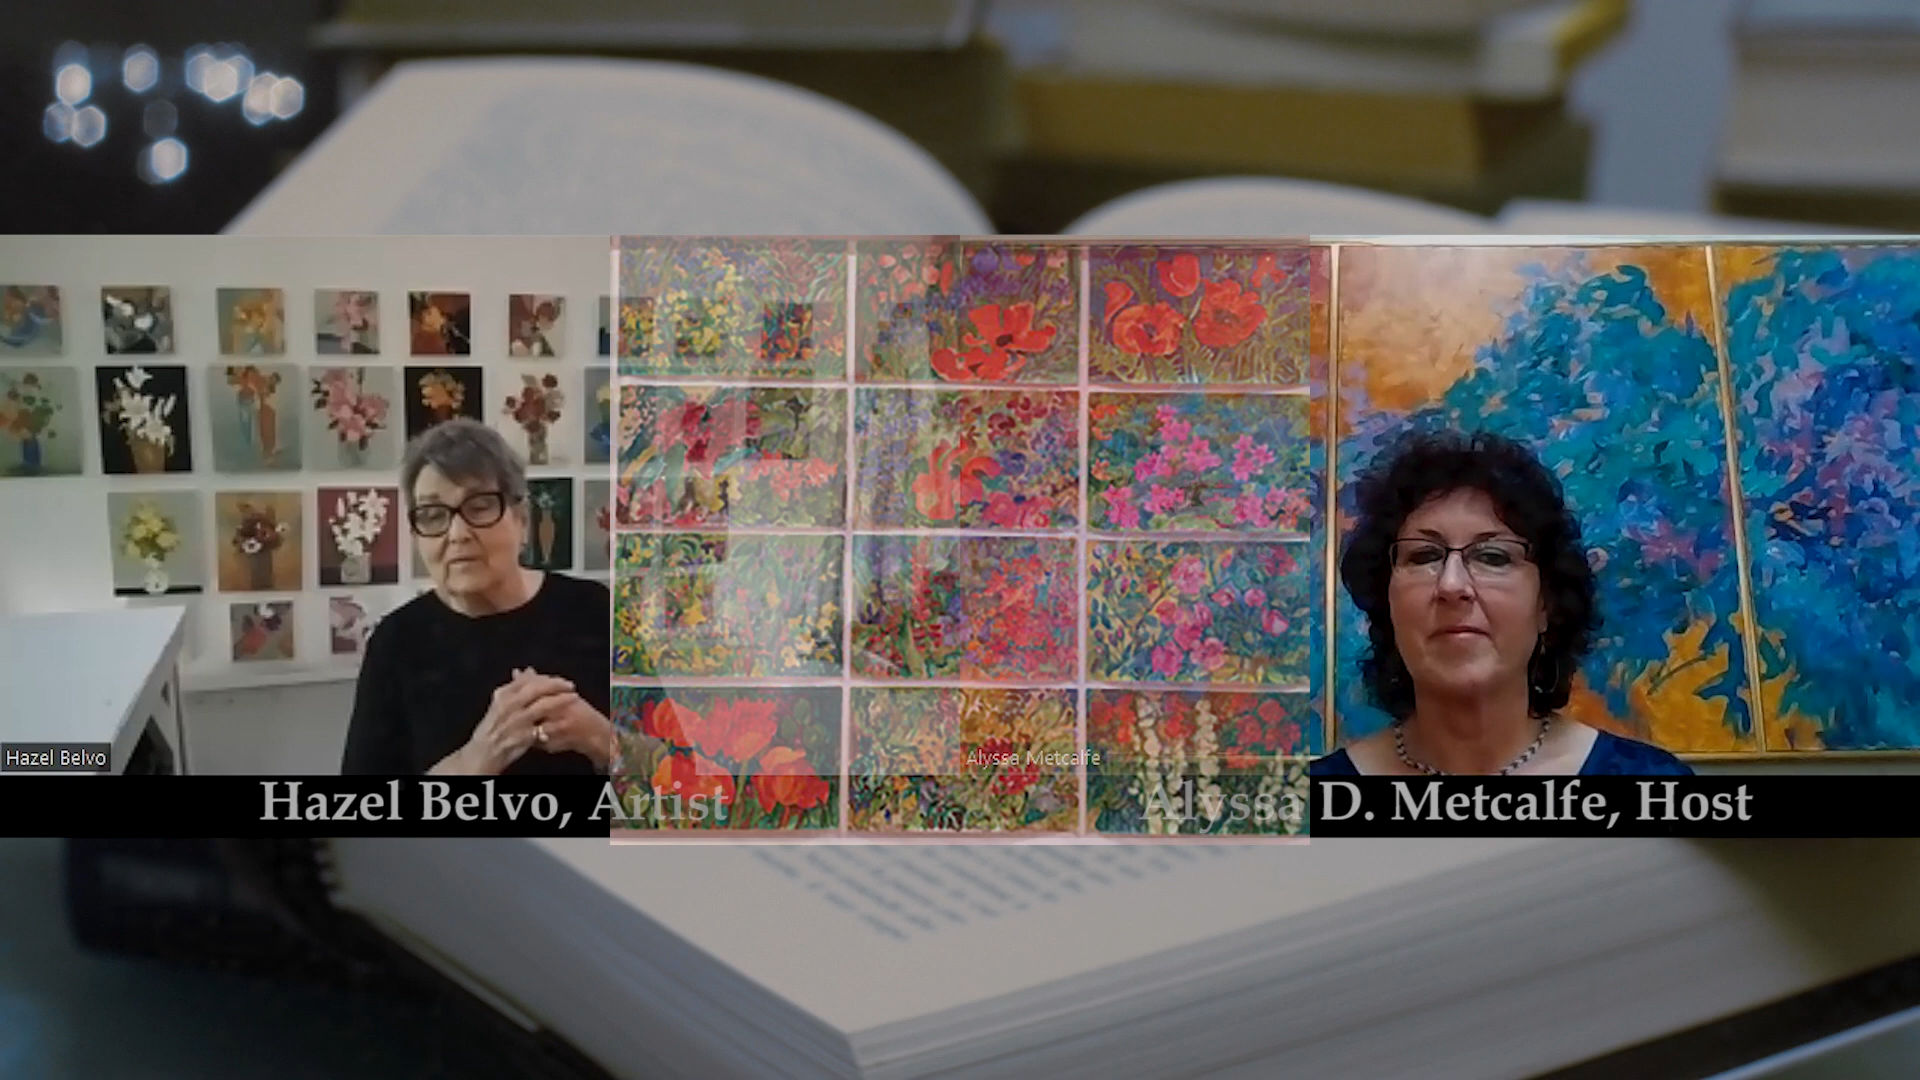 Hazel Belvo
Alyssa Metcalfe
Hazel Belvo, Artist
Alyssa D. Metcalfe, Host